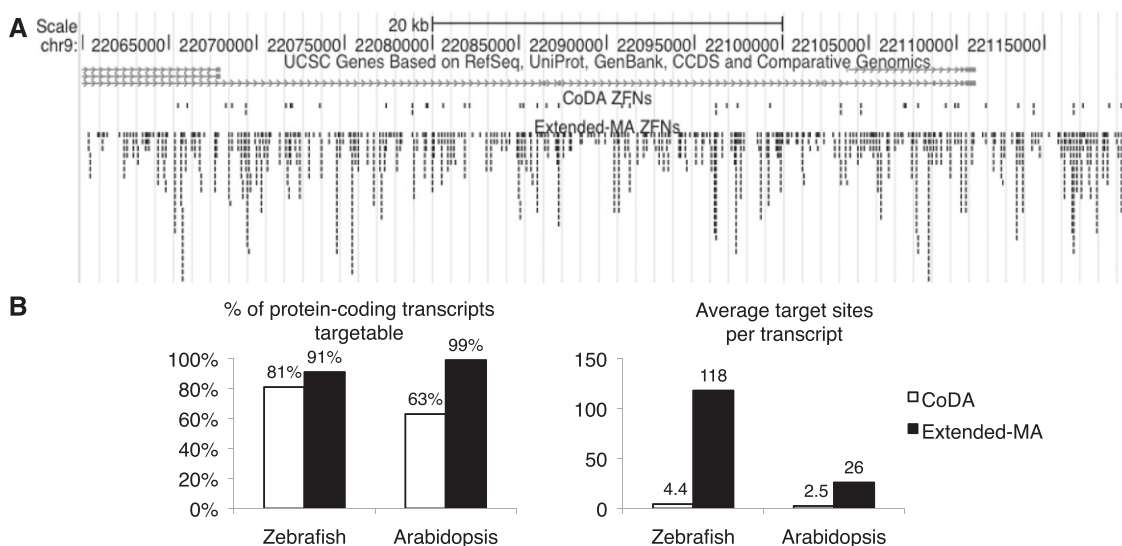 A
Scale
20 kb
chr9:
22065000
22070000
22075000
22080000
22085000
22090000
22095000
22100000
22105000
22110000
22115000
UCSC Genes Based on RefSeq, UniProt, GenBank, CCDS and Comparative Genomics
CoDA ZFNs
Extended-MA ZFNs
B
% of protein-coding transcripts
targetable
100%
80%
60%
40%
20%
0%
81%
91%
63%
99%
Zebrafish
Arabidopsis
Average target sites
per transcript
150
100
50
0
4.4
118
2.5
26
Zebrafish
Arabidopsis
CoDA
Extended-MA